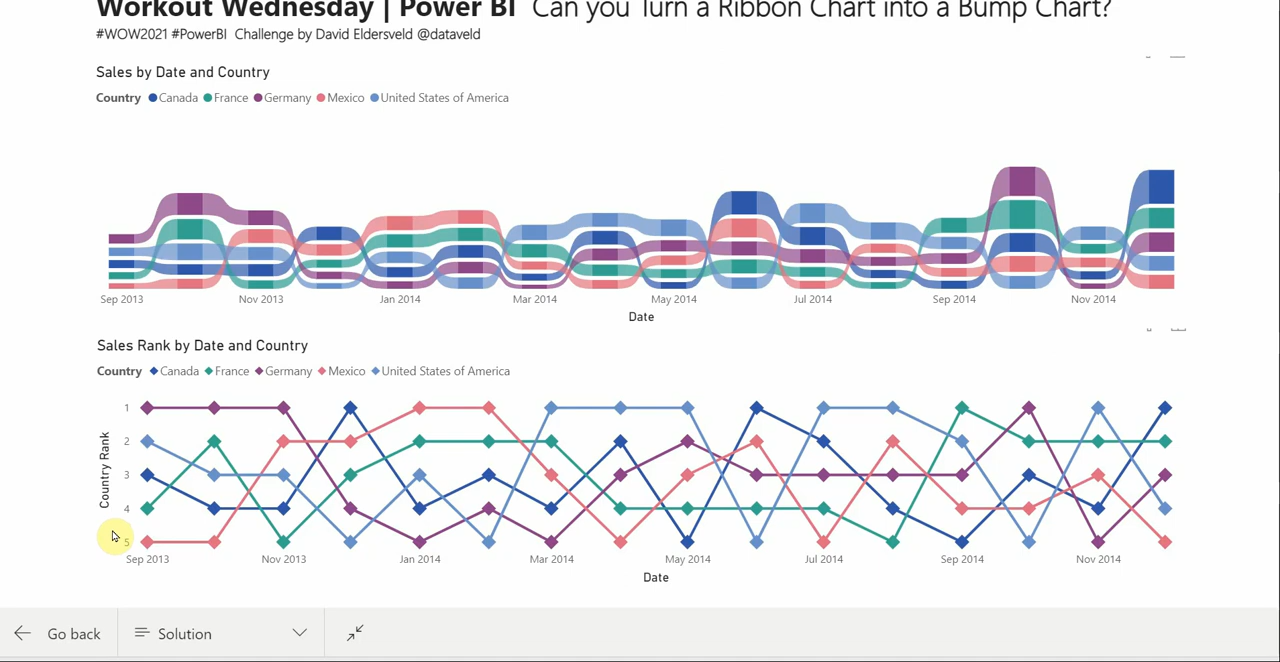 Workout Wednesday | Power BI Can you Turn a Ribbon Chart into a Bump Chart?
#WOW2021 #PowerBI Challenge by David Eldersveld @dataveld
Sales by Date and Country
Country Canada France Germany Mexico United States of America
Sep 2013 Nov 2013 Jan 2014 Mar 2014 May 2014 Jul 2014 Sep 2014 Nov 2014
Date
Sales Rank by Date and Country
Country Canada France Germany Mexico United States of America
Country Rank
1
2
3
4
5
Sep 2013 Nov 2013 Jan 2014 Mar 2014 May 2014 Jul 2014 Sep 2014 Nov 2014
Date
Go back Solution